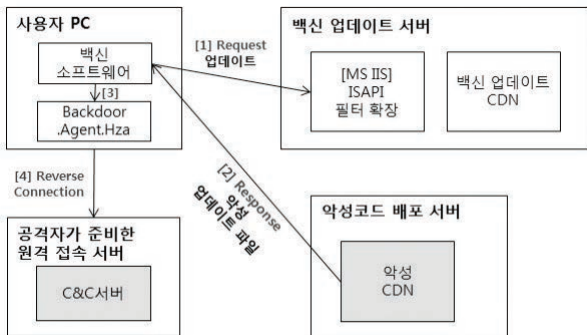 사용자 PC
백신
소프트웨어
[3]
Backdoor
.Agent.Hza
[4] Reverse
Connection
공격자가 준비한
원격 접속 서버
C&C서버
[1] Request
업데이트
[2] Response
악성
업데이트 파일
백신 업데이트 서버
[MS IIS]
ISAPI
필터 확장
백신 업데이트
CDN
악성코드 배포 서버
악성
CDN